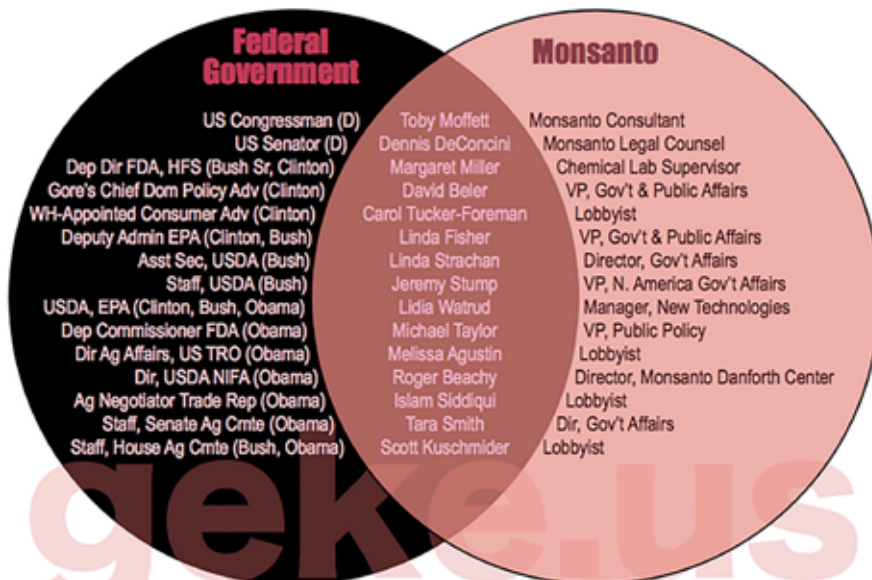 Federal
Government
Monsanto
US Congressman (D) Toby Moffett Monsanto Consultant
US Senator (D) Dennis DeConcini Monsanto Legal Counsel
Dep Dir FDA, HFS (Bush Sr, Clinton) Margaret Miller Chemical Lab Supervisor
Gore's Chief Dom Policy Adv (Clinton) David Beler VP, Gov't & Public Affairs
WH-Appointed Consumer Adv (Clinton) Carol Tucker-Foreman Lobbyist
Deputy Admin EPA (Clinton, Bush) Linda Fisher VP, Gov't & Public Affairs
Asst Sec, USDA (Bush) Linda Strachan Director, Gov't Affairs
Staff, USDA (Bush) Jeremy Stump VP, N. America Gov't Affairs
USDA, EPA (Clinton, Bush, Obama) Lidia Watrud Manager, New Technologies
Dep Commissioner FDA (Obama) Michael Taylor VP, Public Policy
Dir Ag Affairs, US TRO (Obama) Melissa Agustin Lobbyist
Dir, USDA NIFA (Obama) Roger Beachy Director, Monsanto Danforth Center
Ag Negotiator Trade Rep (Obama) Islam Siddiqui Lobbyist
Staff, Senate Ag Cmte (Obama) Tara Smith Dir, Gov't Affairs
Staff, House Ag Cmte (Bush, Obama) Scott Kuschmider Lobbyist
geke.us